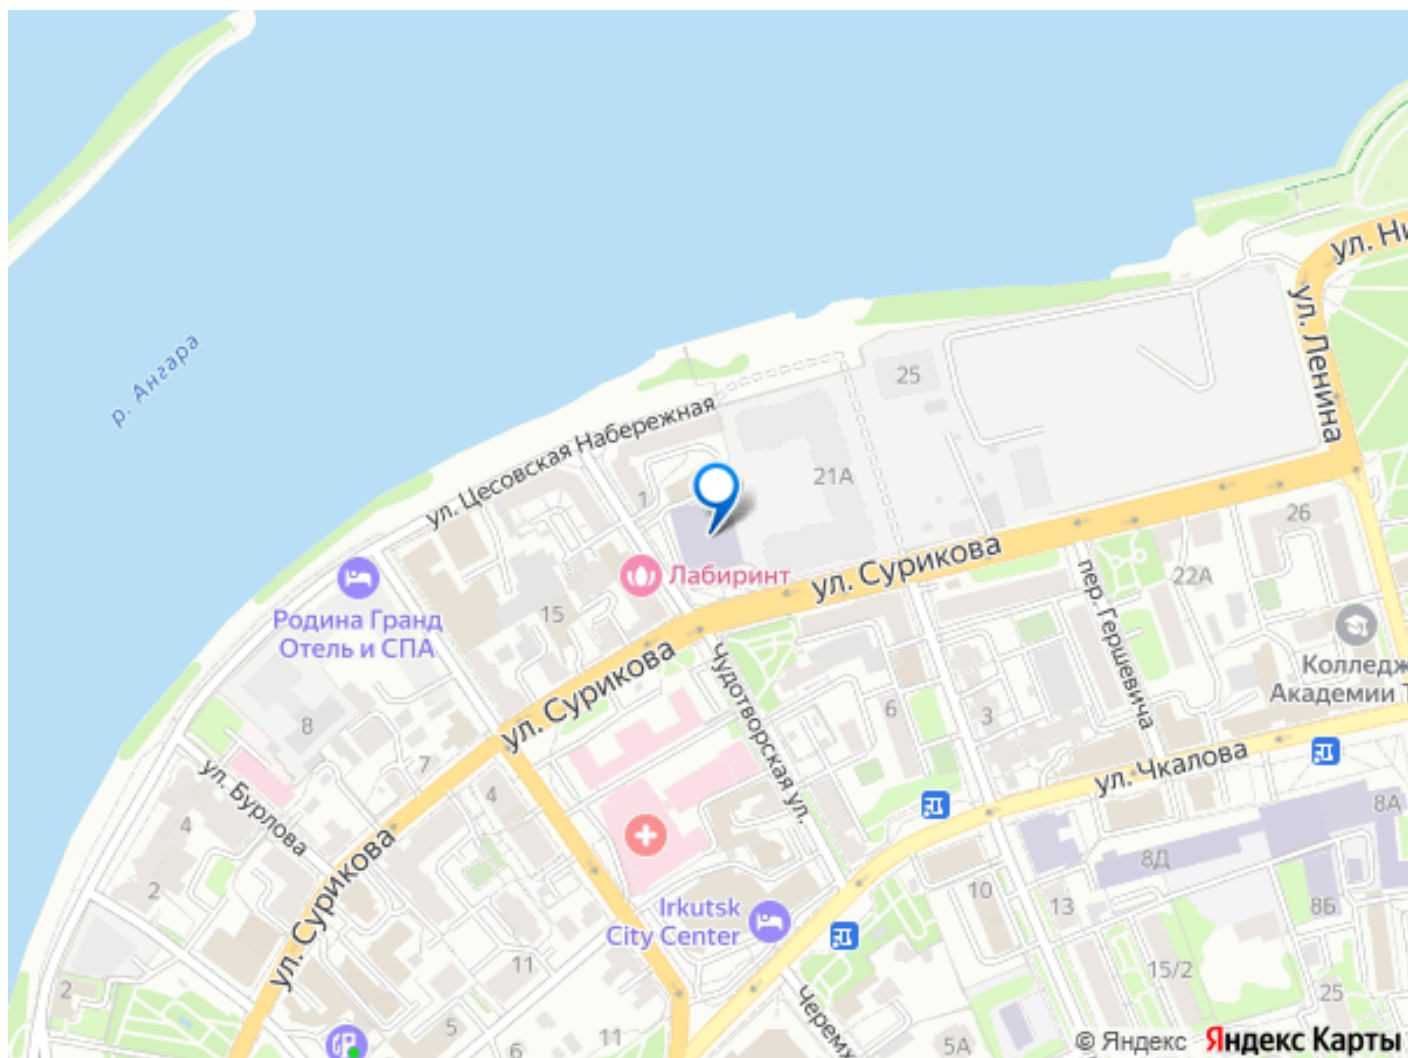 ул. Ни
ул. Ленина
р. Ангара
25
ул. Цесовская Набережная
21А
1
26
ул. Сурикова
22А
Лабиринт
пер. Гершевича
Родина Гранд
Отель и СПА
15
Колледж
Академии Т
ул. Сурикова
Чудотворская ул.
6
3
8
7
ул. Чкалова
ул. Бурлова
4
4
8А
ул. Сурикова
8Д
2
10
13
8Б
Irkutsk
City Center
11
15/2
2
25
Черемх
5
11
6
5А
© Яндекс
Яндекс Карты